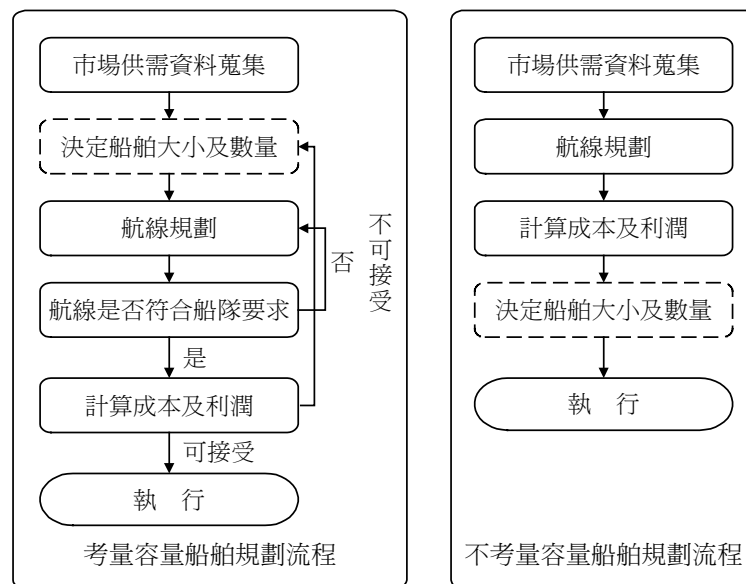 市場供需資料蒐集
決定船舶大小及數量
航線規劃
航線是否符合船隊要求
否
不可接受
是
計算成本及利潤
可接受
執 行
考量容量船舶規劃流程
市場供需資料蒐集
航線規劃
計算成本及利潤
決定船舶大小及數量
執 行
不考量容量船舶規劃流程